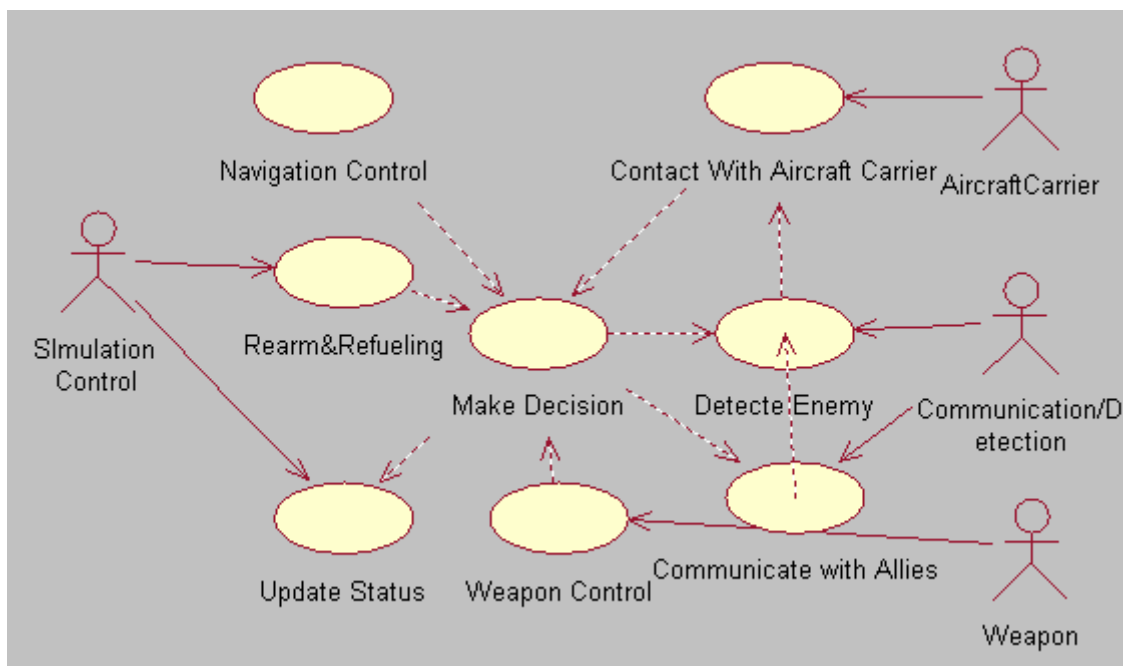 Navigation Control
Contact With Aircraft Carrier
AircraftCarrier
SImulation
Control
Rearm&Refueling
Make Decision
Detecte Enemy
Communication/D
etection
Update Status
Weapon Control
Communicate with Allies
Weapon